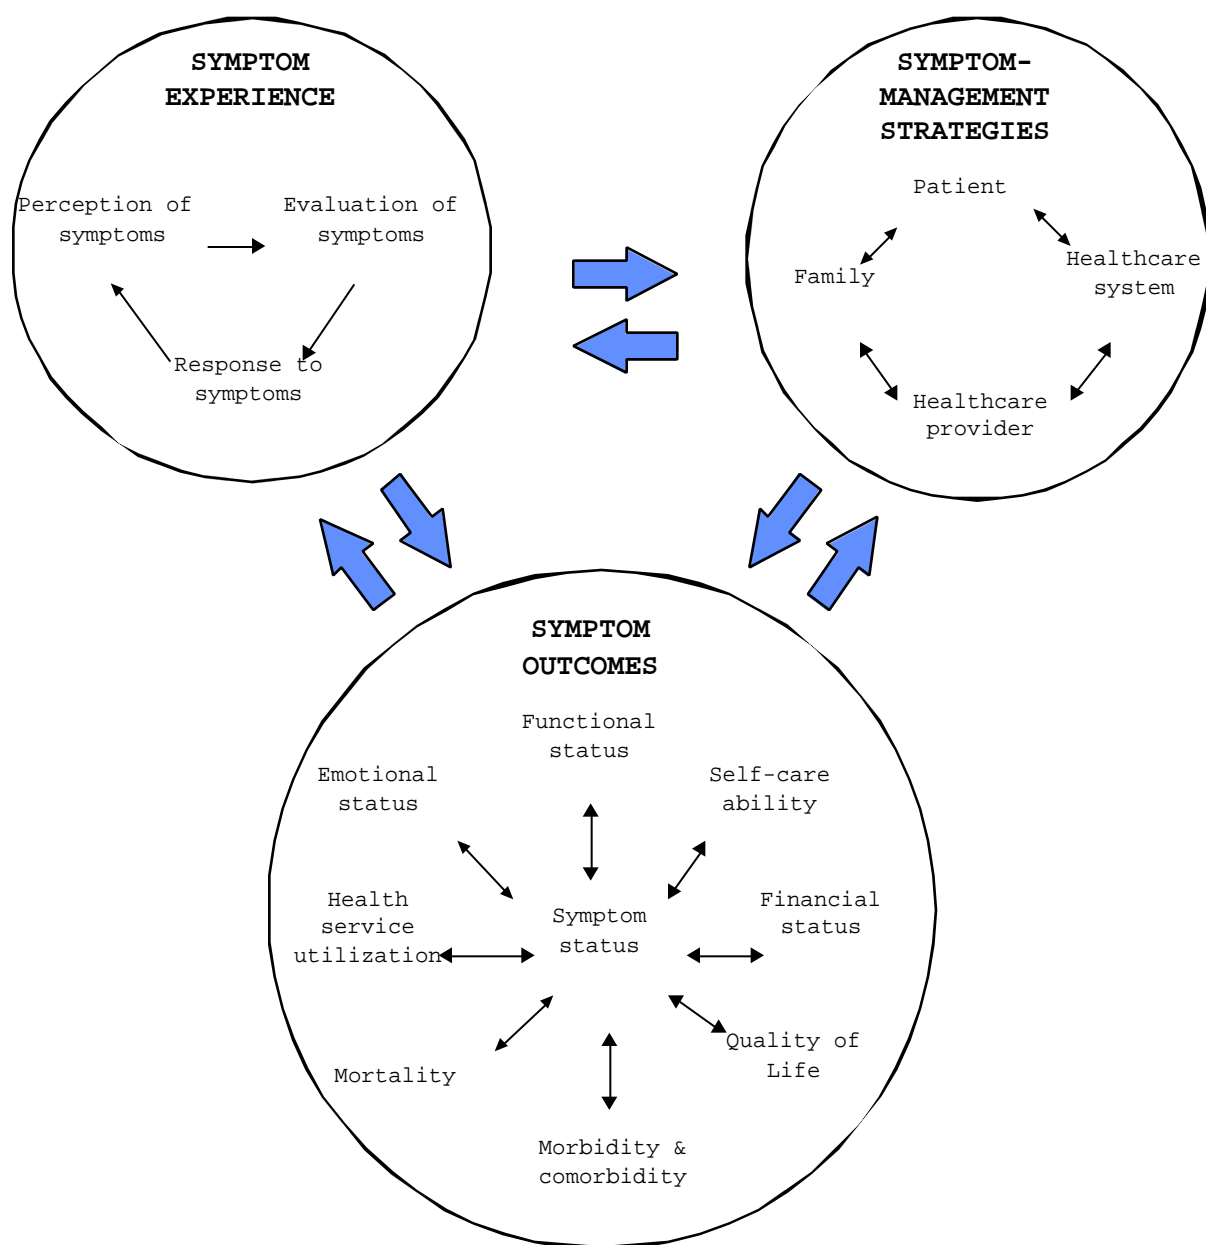 SYMPTOM
EXPERIENCE
Perception of
symptoms
Evaluation of
symptoms
Response to
symptoms
SYMPTOM-
MANAGEMENT
STRATEGIES
Patient
Family
Healthcare
system
Healthcare
provider
SYMPTOM
OUTCOMES
Functional
status
Emotional
status
Self-care
ability
Health
service
utilization
Symptom
status
Financial
status
Mortality
Quality of
Life
Morbidity &
comorbidity